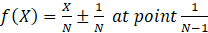 f(X) = X/N ± 1/N at point 1/(N−1)